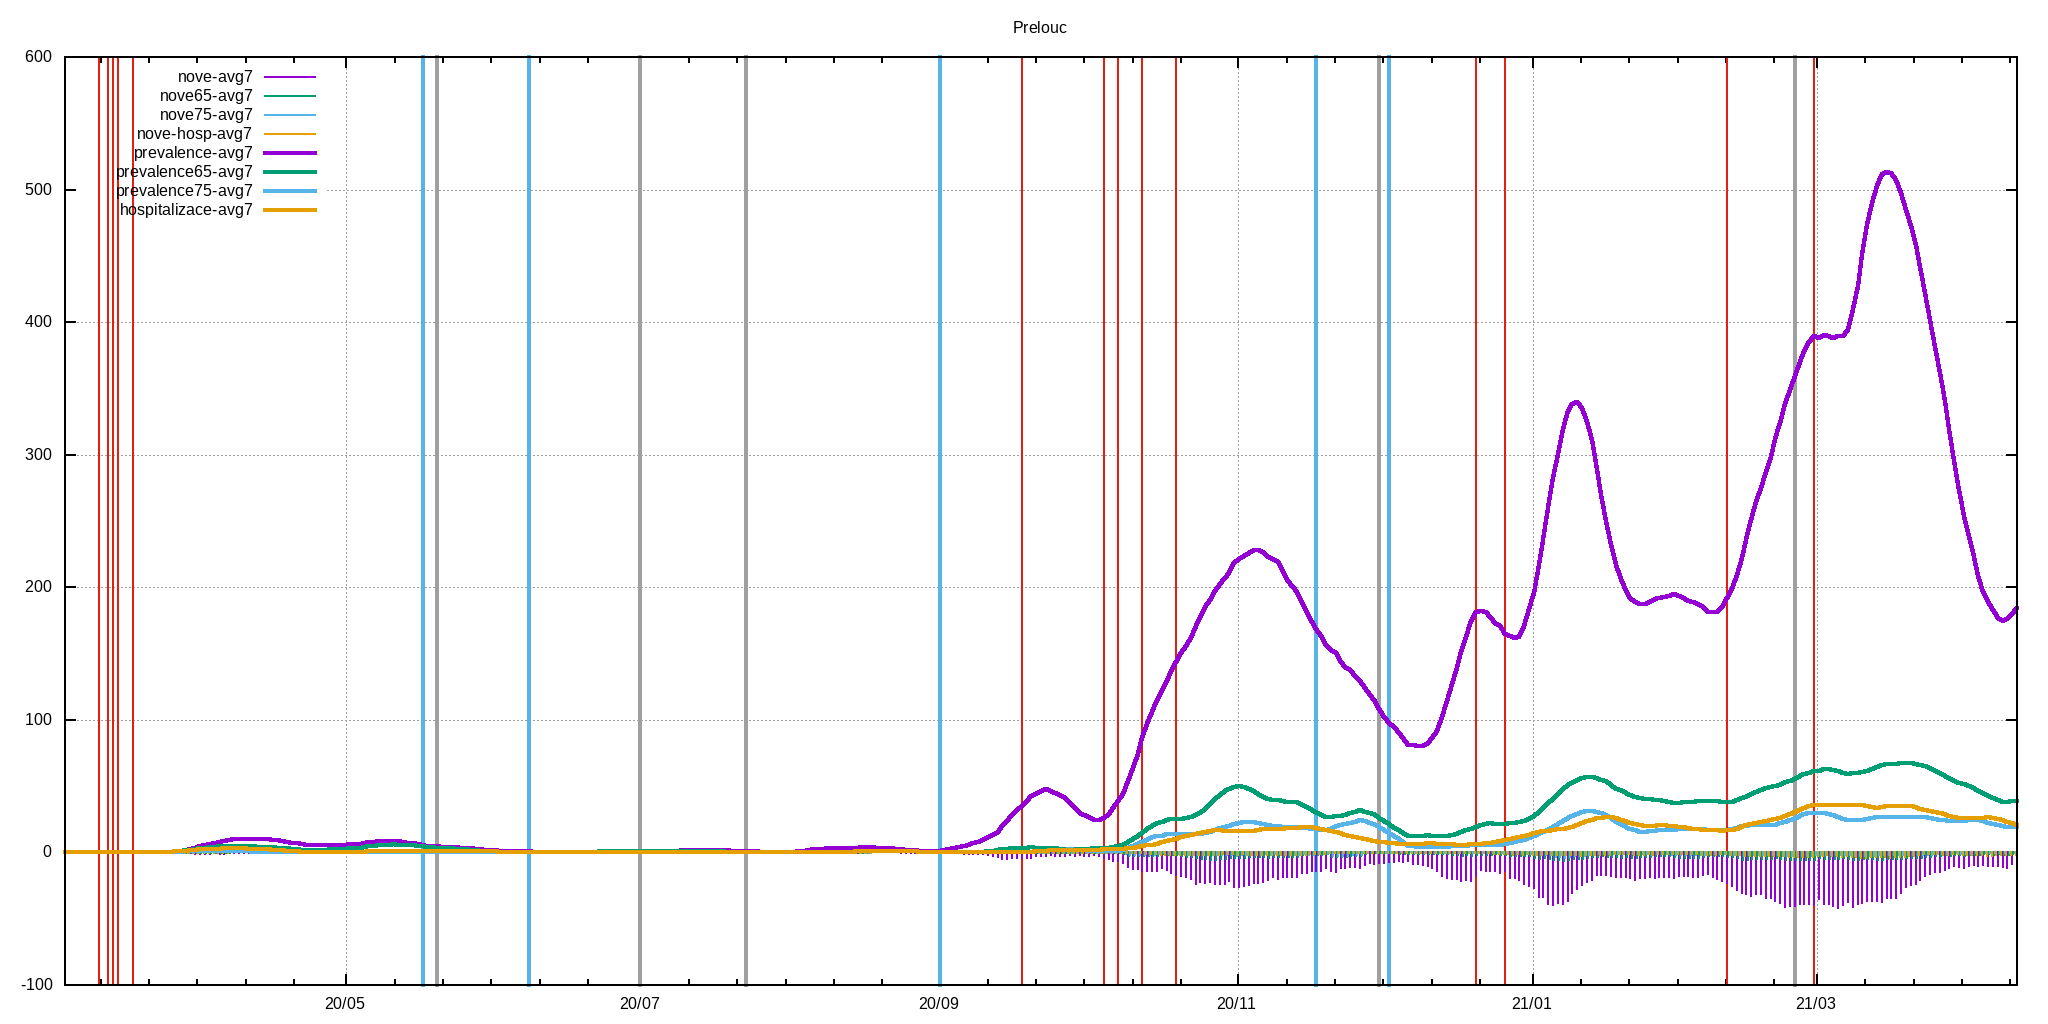 Prelouc
600
500
400
300
200
100
0
-100
nove-avg7
nove65-avg7
nove75-avg7
nove-hosp-avg7
prevalence-avg7
prevalence65-avg7
prevalence75-avg7
hospitalizace-avg7
20/05 20/07 20/09 20/11 21/01 21/03